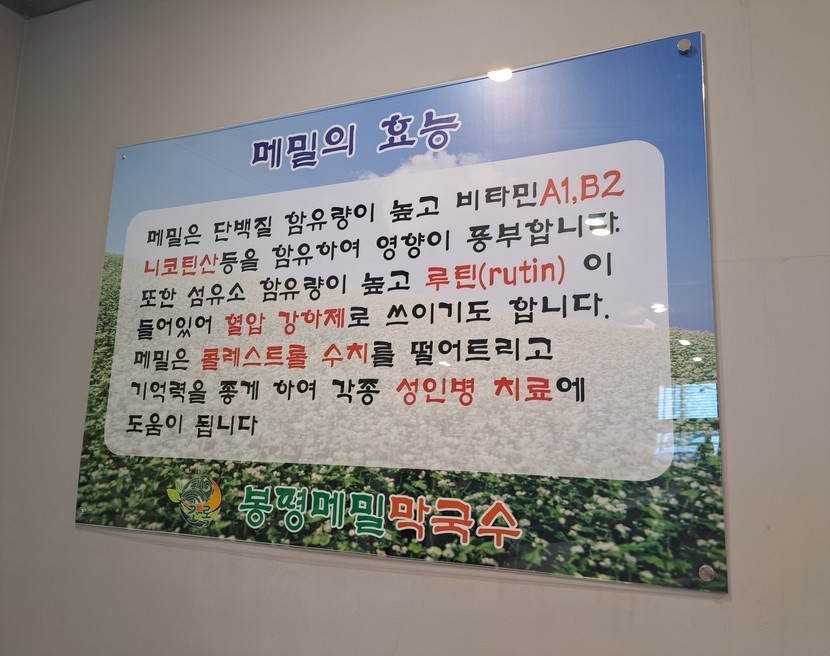 메밀의 효능
메밀은 단백질 함유량이 높고 비타민A1,B2
니코틴산등을 함유하여 영향이 풍부합니다.
또한 섬유소 함유량이 높고 루틴(rutin) 이
들어있어 혈압 강하제로 쓰이기도 합니다.
메밀은 콜레스트롤 수치를 떨어트리고
기억력을 좋게 하여 각종 성인병 치료에
도움이 됩니다
봉평메밀막국수